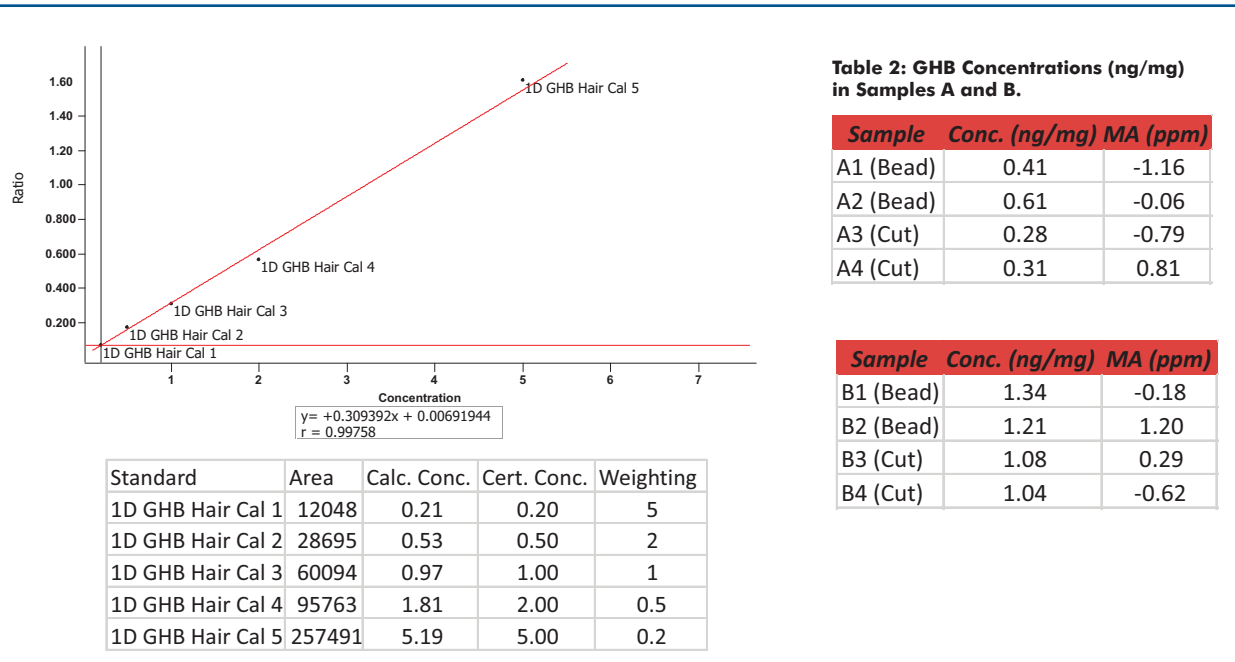 1.60
1.40
1.20
1.00
0.800
0.600
0.400
0.200
Ratio
1D GHB Hair Cal 5
1D GHB Hair Cal 4
1D GHB Hair Cal 3
1D GHB Hair Cal 2
1D GHB Hair Cal 1
1 2 3 4 5 6 7
Concentration
y= +0.309392x + 0.00691944
r = 0.99758
Standard Area Calc. Conc. Cert. Conc. Weighting
1D GHB Hair Cal 1 12048 0.21 0.20 5
1D GHB Hair Cal 2 28695 0.53 0.50 2
1D GHB Hair Cal 3 60094 0.97 1.00 1
1D GHB Hair Cal 4 95763 1.81 2.00 0.5
1D GHB Hair Cal 5 257491 5.19 5.00 0.2
Table 2: GHB Concentrations (ng/mg)
in Samples A and B.
Sample Conc. (ng/mg) MA (ppm)
A1 (Bead) 0.41 -1.16
A2 (Bead) 0.61 -0.06
A3 (Cut) 0.28 -0.79
A4 (Cut) 0.31 0.81
Sample Conc. (ng/mg) MA (ppm)
B1 (Bead) 1.34 -0.18
B2 (Bead) 1.21 1.20
B3 (Cut) 1.08 0.29
B4 (Cut) 1.04 -0.62